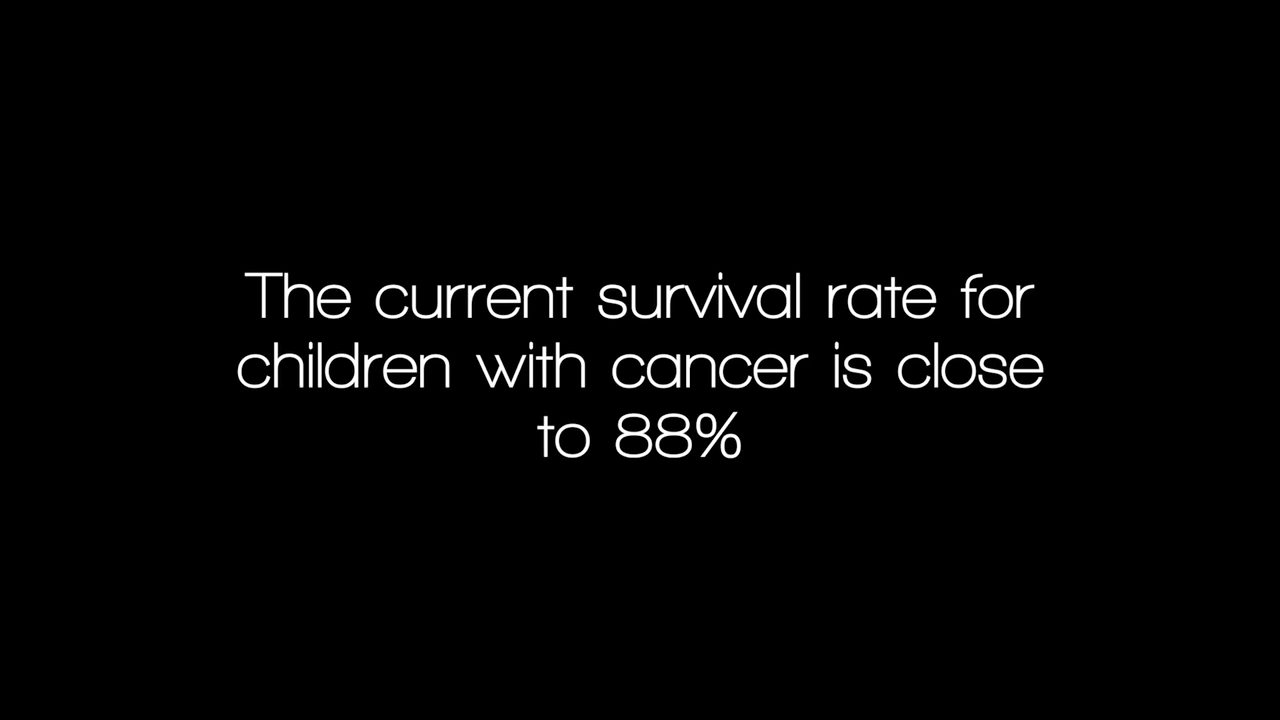 The current survival rate for
children with cancer is close
to 88%